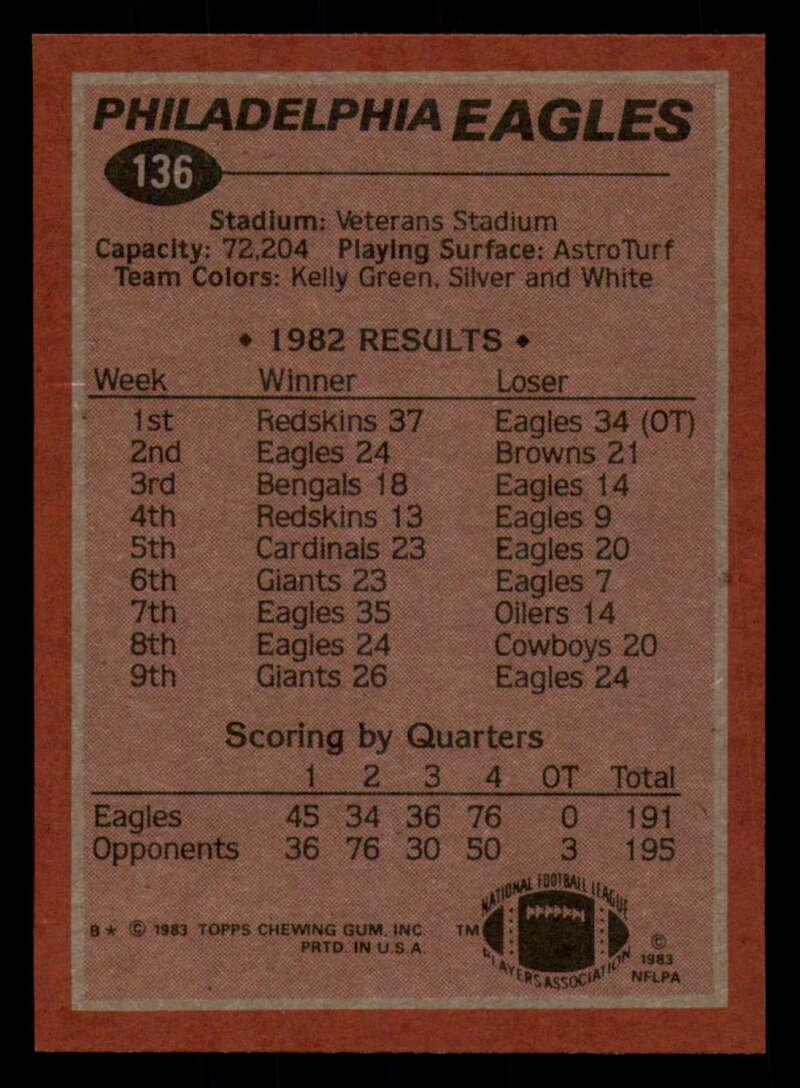 PHILADELPHIA EAGLES
136
Stadium: Veterans Stadium
Capacity: 72,204 Playing Surface: AstroTurf
Team Colors: Kelly Green, Silver and White
• 1982 RESULTS •
Week Winner Loser
1st Redskins 37 Eagles 34 (OT)
2nd Eagles 24 Browns 21
3rd Bengals 18 Eagles 14
4th Redskins 13 Eagles 9
5th Cardinals 23 Eagles 20
6th Giants 23 Eagles 7
7th Eagles 35 Oilers 14
8th Eagles 24 Cowboys 20
9th Giants 26 Eagles 24
Scoring by Quarters
1 2 3 4 OT Total
Eagles 45 34 36 76 0 191
Opponents 36 76 30 50 3 195
B* © 1983 TOPPS CHEWING GUM, INC.
PRTD. IN U.S.A.
TM
NATIONAL FOOTBALL LEAGUE
PLAYERS ASSOCIATION
©
1983
NFLPA